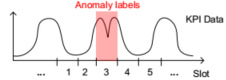 Anomaly labels
KPI Data
... 1 2 3 4 5 ... Slot